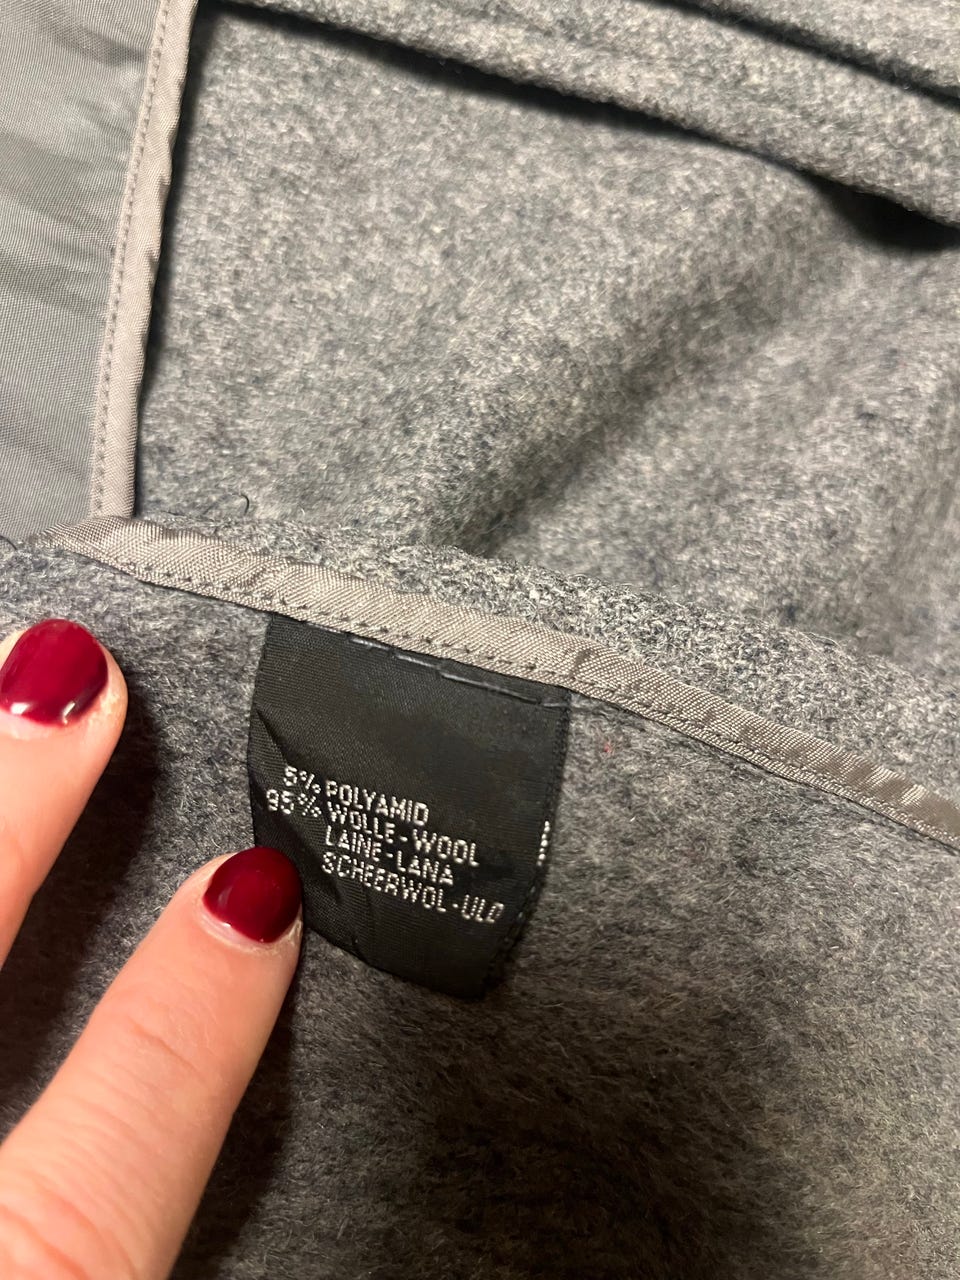 5% POLYAMID
95% WOLLE-WOOL
LAINE-LANA
SCHEERWOL-ULD